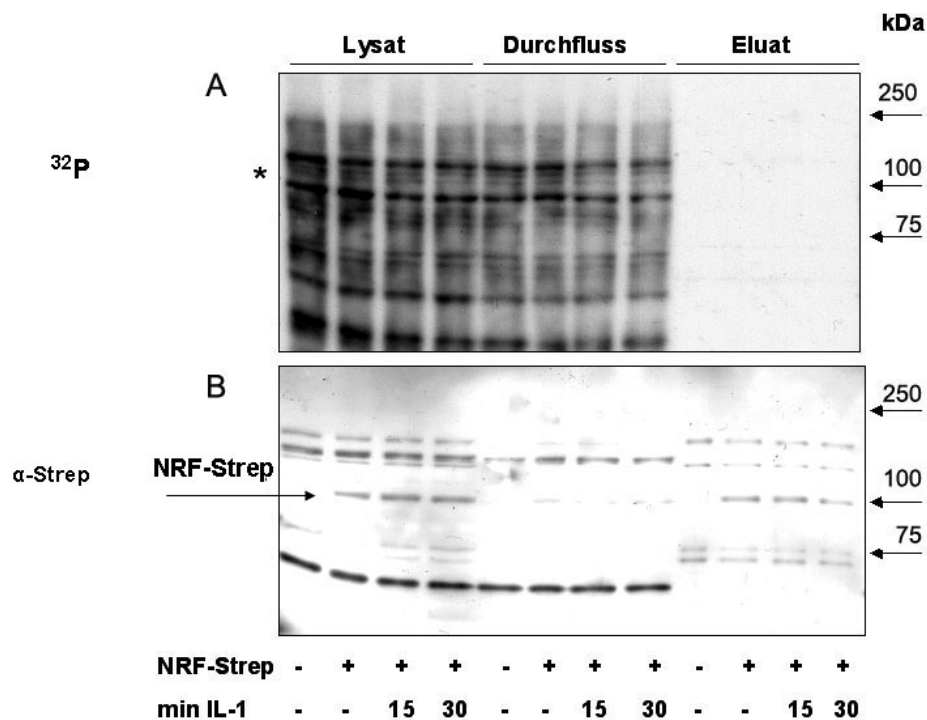 kDa
Lysat Durchfluss Eluat
A
250
³²P
*
100
75
B
250
NRF-Strep
α-Strep
100
75
NRF-Strep - + + + - + + + - + + +
min IL-1 - - 15 30 - - 15 30 - - 15 30